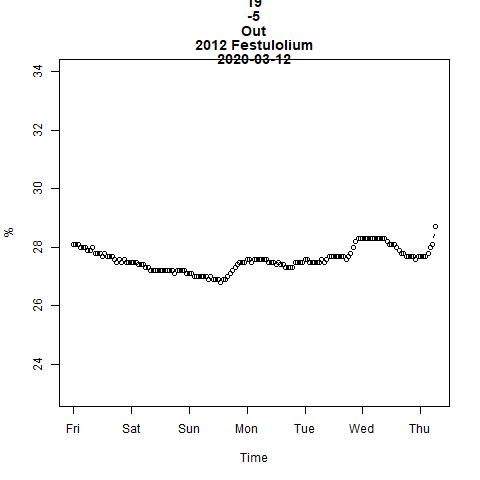 19
-5
Out
2012 Festulolium
2020-03-12
34
32
30
28
26
24
%
Fri Sat Sun Mon Tue Wed Thu
Time